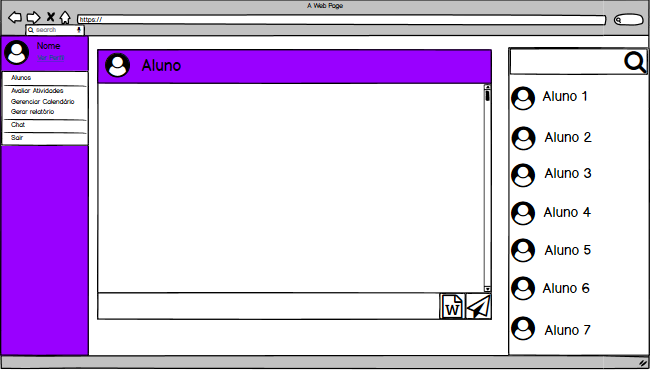 A Web Page
https://
search
Nome
Alunos
Avaliar Atividades
Gerenciar Calendário
Gerar relatório
Chat
Sair
Aluno
W
Aluno 1
Aluno 2
Aluno 3
Aluno 4
Aluno 5
Aluno 6
Aluno 7